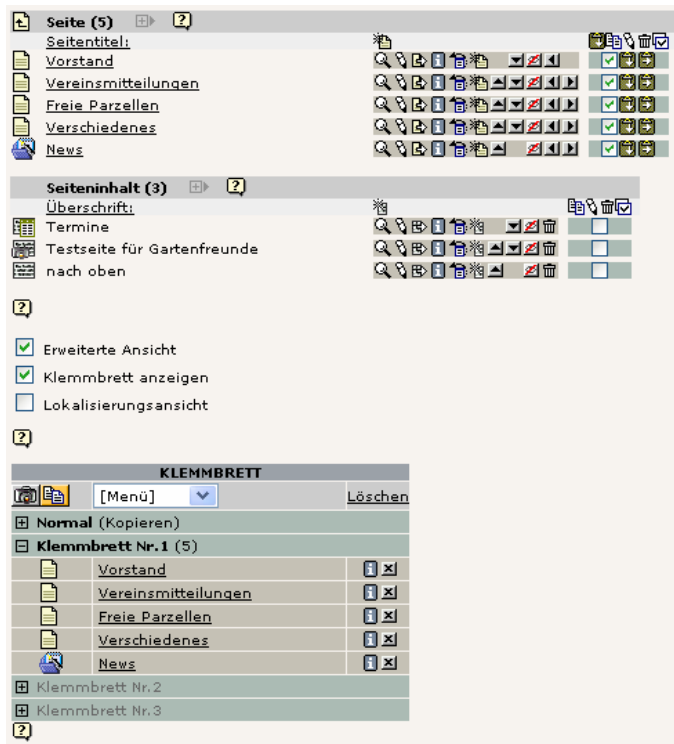 Seite (5)
Seitentitel:
Vorstand
Vereinsmitteilungen
Freie Parzellen
Verschiedenes
News
Seiteninhalt (3)
Überschrift:
Termine
Testseite für Gartenfreunde
nach oben
Erweiterte Ansicht
Klemmbrett anzeigen
Lokalisierungsansicht
KLEMMBRETT
[Menü] Löschen
Normal (Kopieren)
Klemmbrett Nr.1 (5)
Vorstand
Vereinsmitteilungen
Freie Parzellen
Verschiedenes
News
Klemmbrett Nr.2
Klemmbrett Nr.3